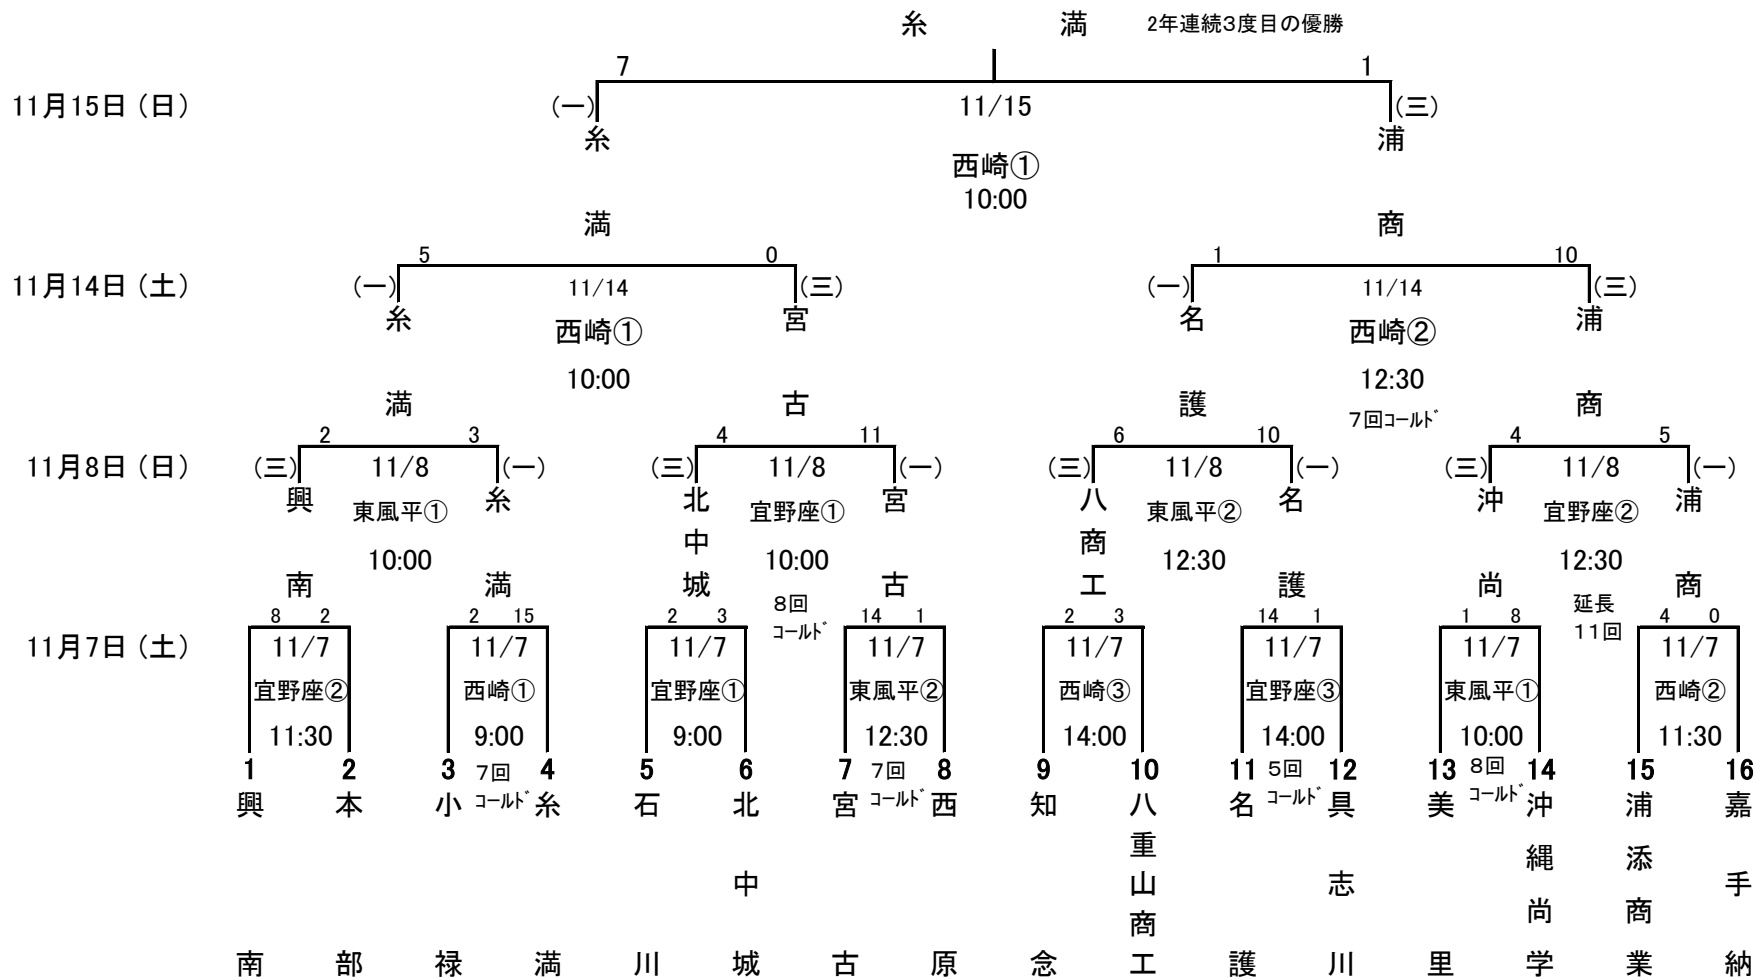 糸 満 2年連続3度目の優勝
7 1
11月15日（日） (一) 11/15 (三)
糸 浦
西崎①
10:00
満 商
5 0 1 10
11月14日（土） (一) 11/14 (三) (一) 11/14 (三)
糸 宮 名 浦
西崎① 西崎②
10:00 12:30
満 古 護 商
7回ｺｰﾙﾄﾞ
2 3 4 11 6 10 4 5
11月8日（日） (三) 11/8 (一) (三) 11/8 (一) (三) 11/8 (一) (三) 11/8 (一)
興 糸 北 宮 八 名 沖 浦
東風平① 宜野座① 東風平② 宜野座②
中 商
10:00 10:00 12:30 12:30
南 満 城 古 工 護 尚 商
8回 延長
8 2 2 15 2 3 14 1 2 3 14 1 1 8 4 0
ｺｰﾙﾄﾞ 11回
11月7日（土） 11/7 11/7 11/7 11/7 11/7 11/7 11/7 11/7
宜野座② 西崎① 宜野座① 東風平② 西崎③ 宜野座③ 東風平① 西崎②
11:30 9:00 9:00 12:30 14:00 14:00 10:00 11:30
1 2 3 7回 4 5 6 7 7回 8 9 10 11 5回 12 13 8回 14 15 16
興 本 小 ｺｰﾙﾄﾞ 糸 石 北 宮 ｺｰﾙﾄﾞ 西 知 八 名 ｺｰﾙﾄﾞ 具 美 ｺｰﾙﾄﾞ 沖 浦 嘉
重 縄 添
中 山 志 手
商 尚 商
南 部 禄 満 川 城 古 原 念 工 護 川 里 学 業 納